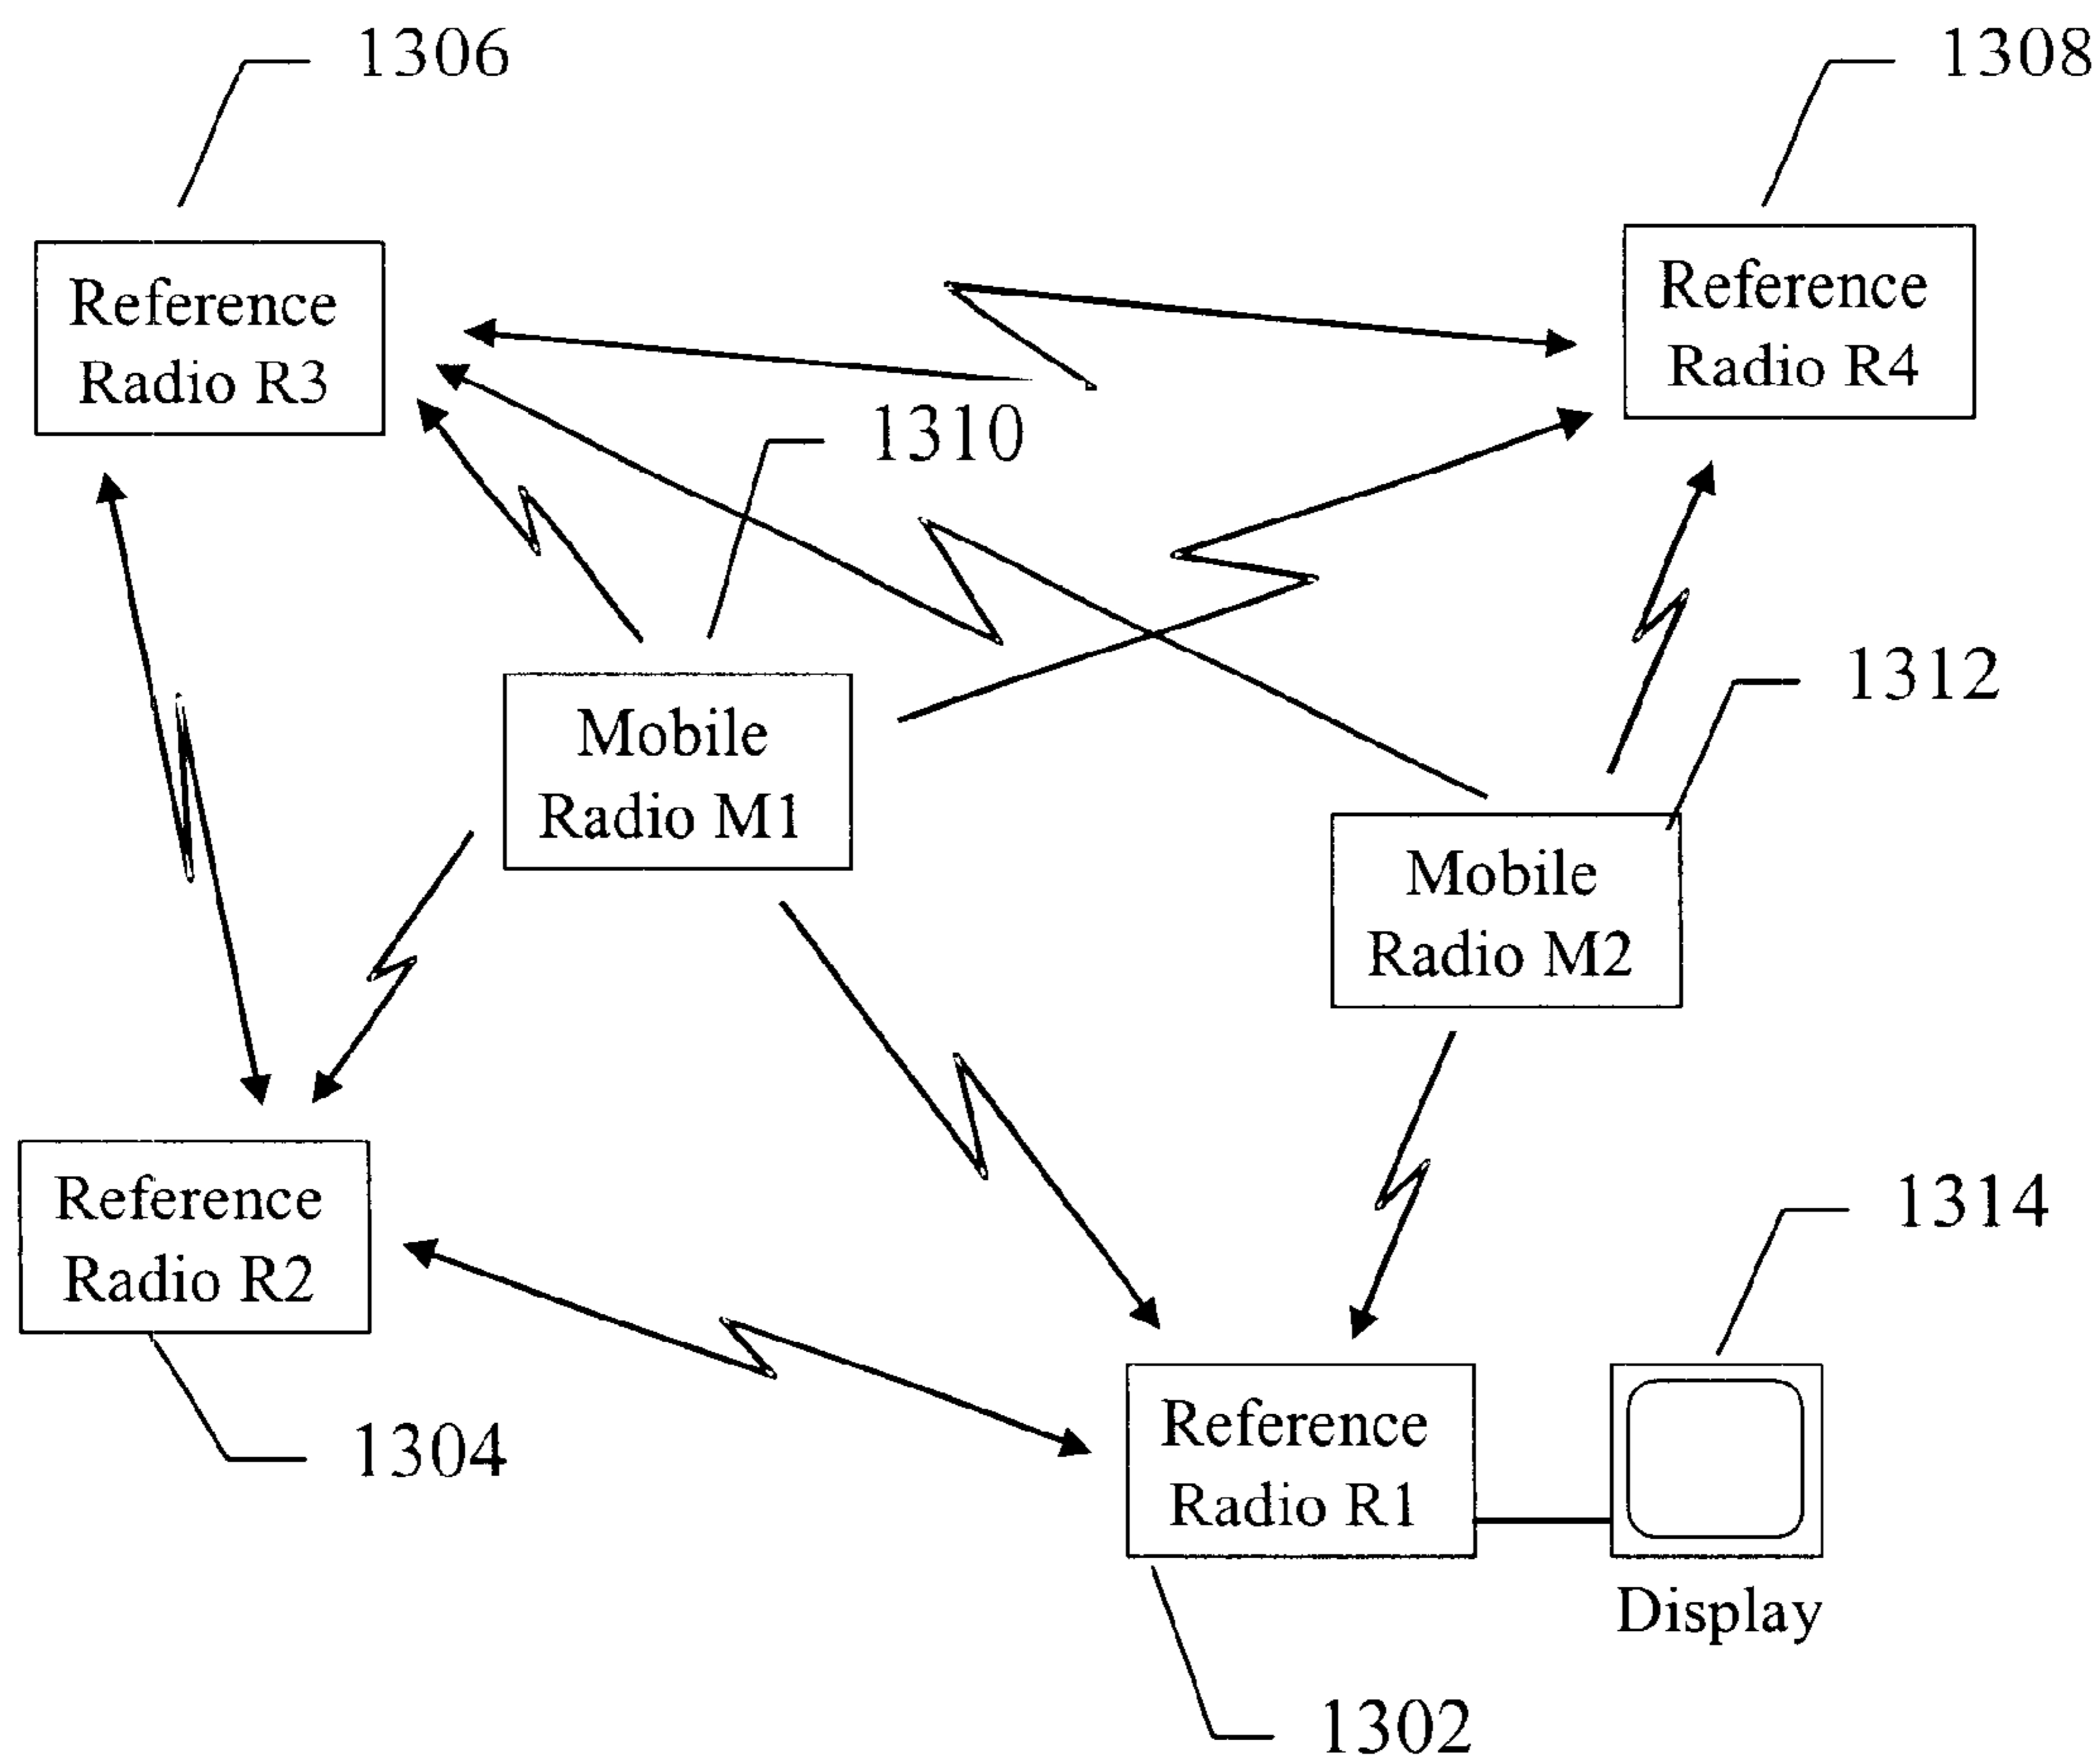 1306
1308
Reference
Radio R3
Reference
Radio R4
1310
1312
Mobile
Radio M1
Mobile
Radio M2
Reference
Radio R2
1314
1304
Reference
Radio R1
Display
1302